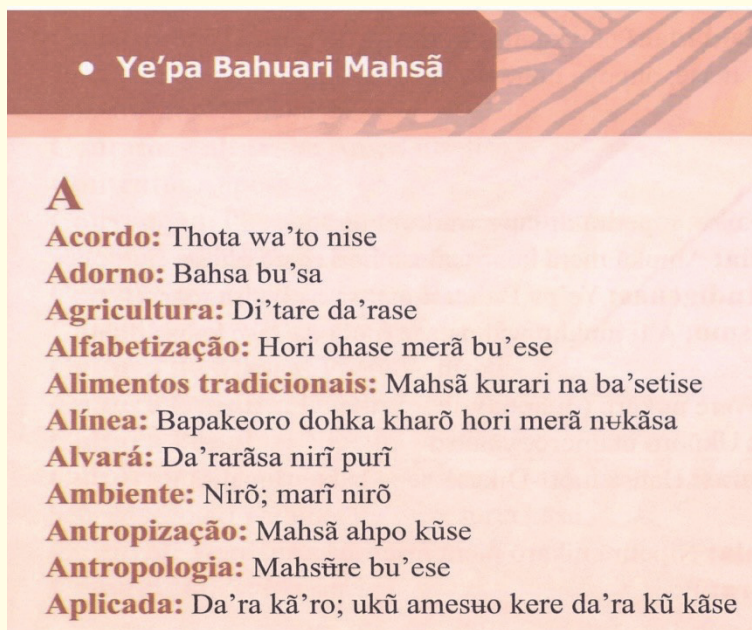 • Ye’pa Bahuari Mahsã
A
Acordo: Thota wa’to nise
Adorno: Bahsa bu’sa
Agricultura: Di’tare da’rase
Alfabetização: Hori ohase merã bu’ese
Alimentos tradicionais: Mahsã kurari na ba’setise
Alínea: Bapakeoro dohka kharõ hori merã nʉkãsa
Alvará: Da’rarãsa nirĩ purĩ
Ambiente: Nirõ; marĩ nirõ
Antropização: Mahsã ahpo kũse
Antropologia: Mahsʉ̃re bu’ese
Aplicada: Da’ra kã’ro; ukũ amesʉo kere da’ra kũ kãse